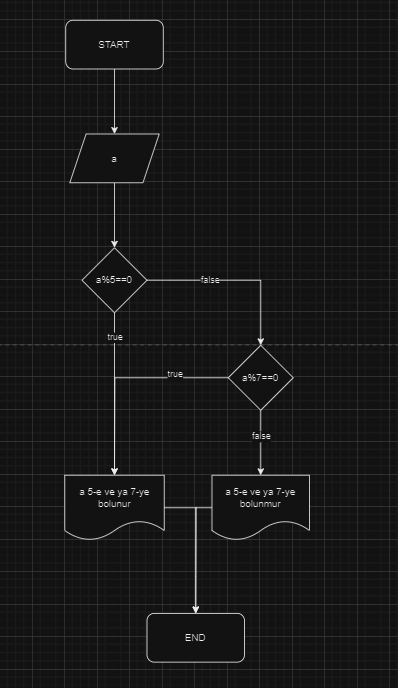 START
a
a%5==0
false
true
true
a%7==0
false
a 5-e ve ya 7-ye
bolunur
a 5-e ve ya 7-ye
bolunmur
END